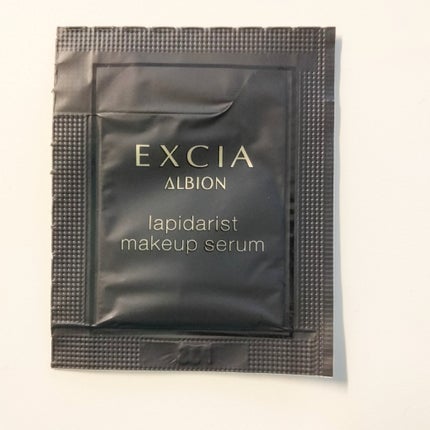 EXCIA
ALBION
lapidarist
makeup serum